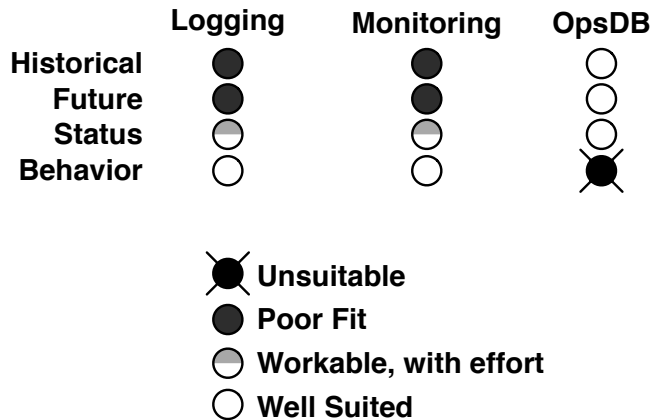 Logging Monitoring OpsDB
Historical
Future
Status
Behavior
Unsuitable
Poor Fit
Workable, with effort
Well Suited